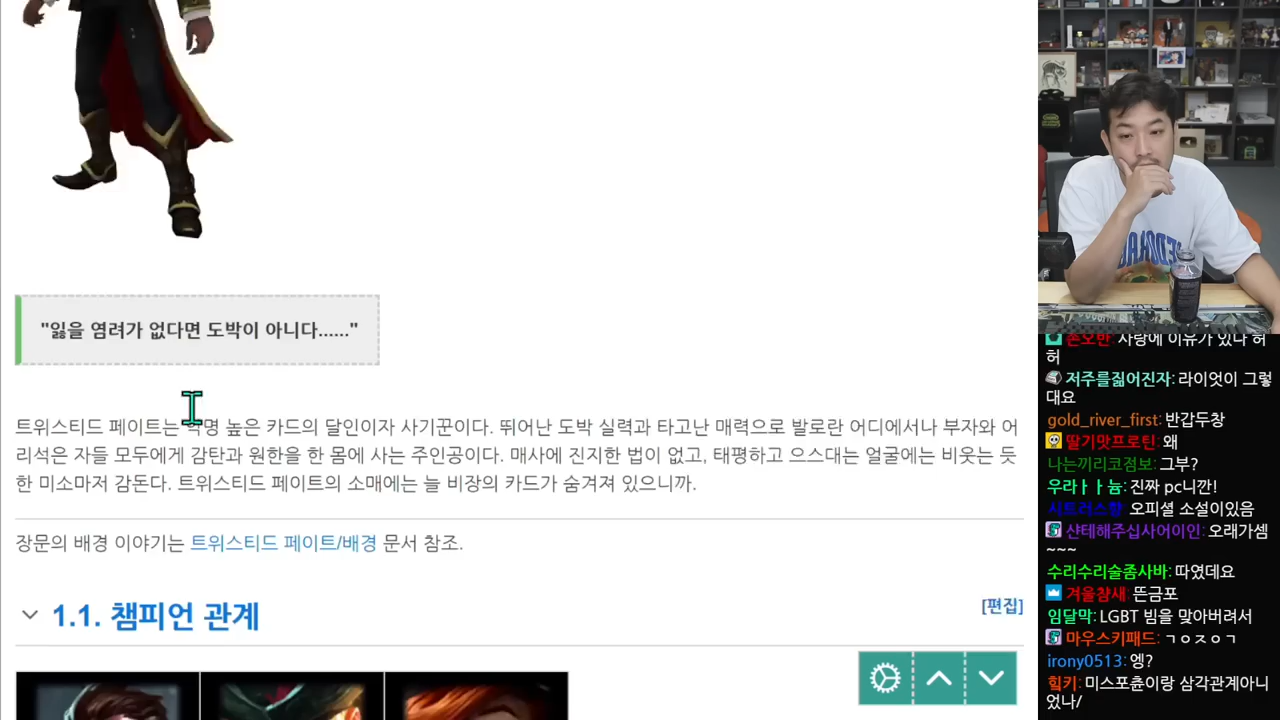 "잃을 염려가 없다면 도박이 아니다......"
트위스티드 페이트는 악명 높은 카드의 달인이자 사기꾼이다. 뛰어난 도박 실력과 타고난 매력으로 발로란 어디에서나 부자와 어
리석은 자들 모두에게 감탄과 원한을 한 몸에 사는 주인공이다. 매사에 진지한 법이 없고, 태평하고 으스대는 얼굴에는 비웃는 듯
한 미소마저 감돈다. 트위스티드 페이트의 소매에는 늘 비장의 카드가 숨겨져 있으니까.
장문의 배경 이야기는 트위스티드 페이트/배경 문서 참조.
1.1. 챔피언 관계
[편집]
존오반: 사랑에 이유가 있나 허
허
저주를짊어진자: 라이엇이 그렇
대요
gold_river_first: 반갑두창
딸기맛프로틴: 왜
나는끼리코점보: 그부?
우라ㅏㅏ늄: 진짜 pc니깐!
오피셜 소설이있음
샨테해주십사어이인: 오래가셈
~~~
수리수리술좀사바: 따였데요
겨울참새: 뜬금포
임달막: LGBT 빔을 맞아버려서
마우스키패드: ㄱㅇㅈㅇㄱ
irony0513: 엥?
힠키: 미스포츈이랑 삼각관계아니
었나/